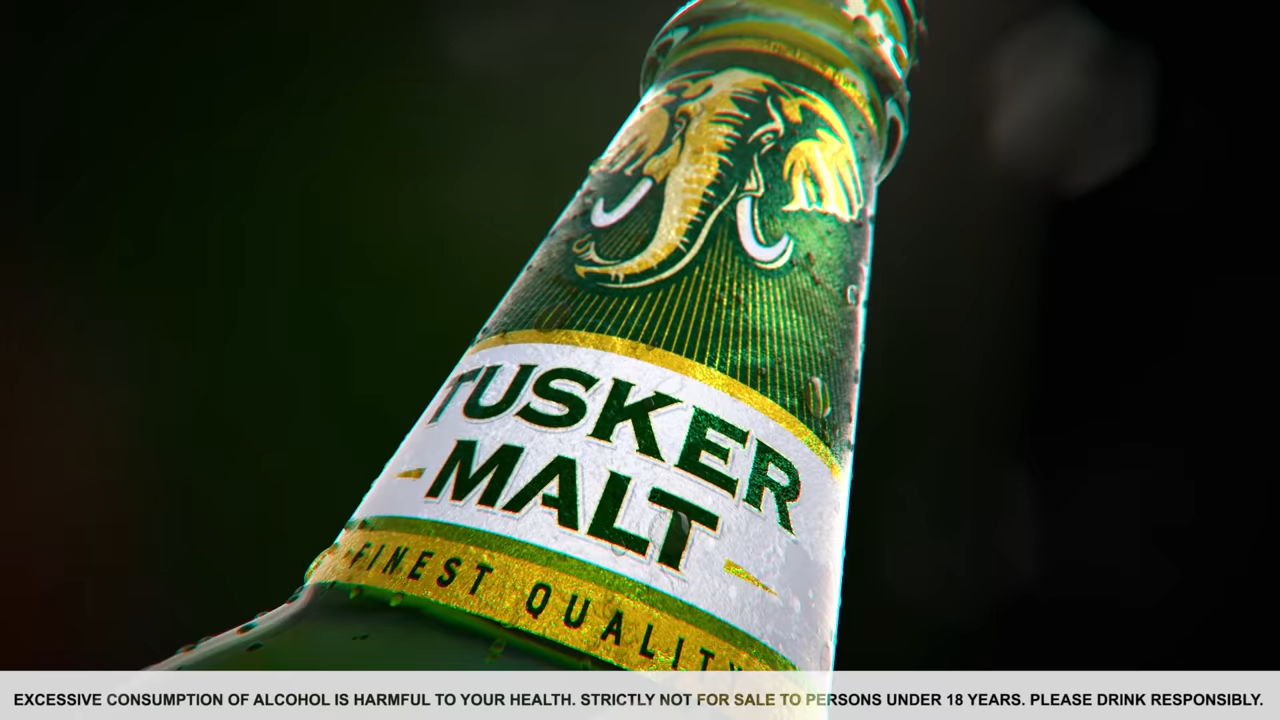 TUSKER
MALT
FINEST QUALITY
EXCESSIVE CONSUMPTION OF ALCOHOL IS HARMFUL TO YOUR HEALTH. STRICTLY NOT FOR SALE TO PERSONS UNDER 18 YEARS. PLEASE DRINK RESPONSIBLY.